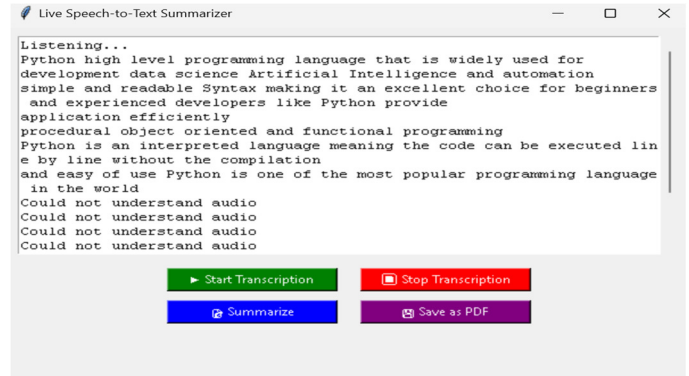 Live Speech-to-Text Summarizer
Listening...
Python high level programming language that is widely used for
development data science Artificial Intelligence and automation
simple and readable Syntax making it an excellent choice for beginners
and experienced developers like Python provide
application efficiently
procedural object oriented and functional programming
Python is an interpreted language meaning the code can be executed lin
e by line without the compilation
and easy of use Python is one of the most popular programming language
in the world
Could not understand audio
Could not understand audio
Could not understand audio
Could not understand audio
Start Transcription
Stop Transcription
Summarize
Save as PDF